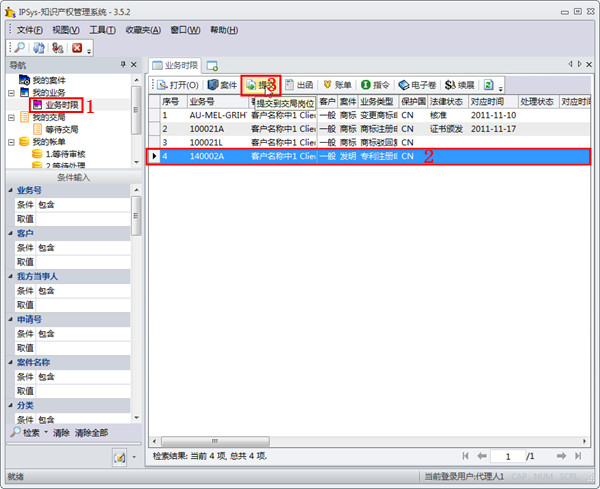 IPSys-知识产权管理系统 - 3.5.2
文件(F) 视图(V) 工具(T) 收藏夹(A) 窗口(W) 帮助(H)
导航
我的案件
我的业务
业务时限 1
我的交局
等待交局
我的帐单
1.等待审核
2.等待处理
条件输入
业务号
条件 包含
取值
客户
条件 包含
取值
我方当事人
条件 包含
取值
申请号
条件 包含
取值
案件名称
条件 包含
取值
分类
条件 包含
检索 清除 清除全部
业务时限
打开(O) 案件 提交 3 出函 账单 指令 电子卷 续展
提交到交局岗位
序号 业务号 客户 案件 业务类型 保护国 法律状态 对应时间 处理状态 对应时
1 AU-MEL-GRIH 客户名称中1 Clie 一般 商标 变更商标 CN 核准 2011-11-10
2 100021A 客户名称中1 Clie 一般 商标 商标注册 CN 证书颁发 2011-11-17
3 100021L 客户名称中1 Clie 一般 商标 商标驳回复 CN
4 140002A 客户名称中1 Clie 一般 发明 专利注册 CN 2
检索结果: 当前 4 项, 总共 4 项.
1 /1
就绪
当前登录用户:代理人1 CAP NUM SCRL